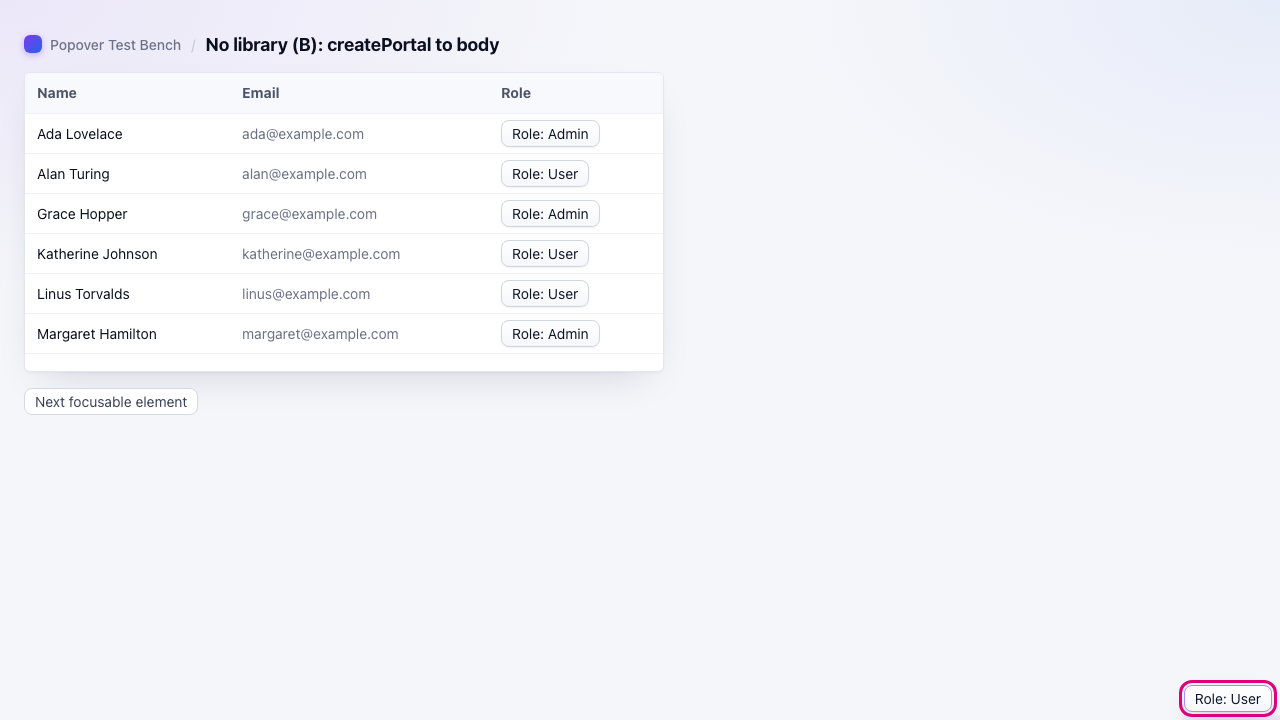 Popover Test Bench / No library (B): createPortal to body
Name Email Role
Ada Lovelace ada@example.com Role: Admin
Alan Turing alan@example.com Role: User
Grace Hopper grace@example.com Role: Admin
Katherine Johnson katherine@example.com Role: User
Linus Torvalds linus@example.com Role: User
Margaret Hamilton margaret@example.com Role: Admin
Next focusable element
Role: User